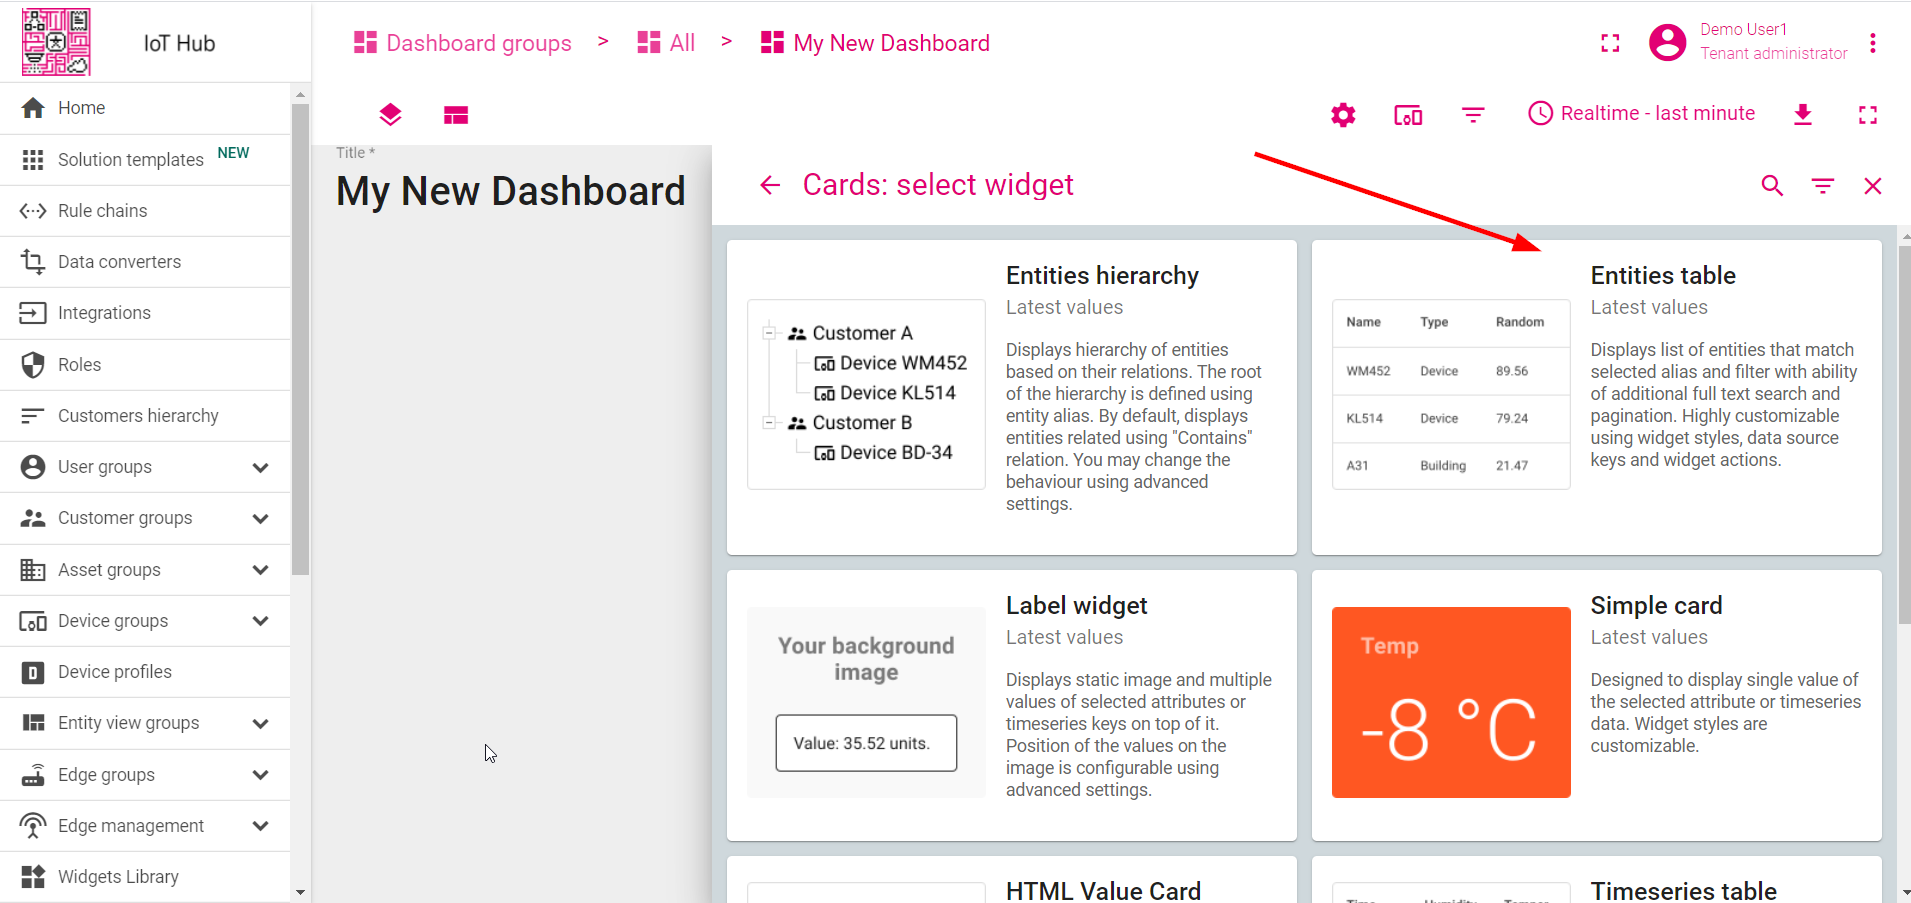 IoT Hub
Dashboard groups > All > My New Dashboard
Demo User1
Tenant administrator
Home
Solution templates NEW
Rule chains
Data converters
Integrations
Roles
Customers hierarchy
User groups
Customer groups
Asset groups
Device groups
Device profiles
Entity view groups
Edge groups
Edge management
Widgets Library
Realtime - last minute
Title *
My New Dashboard
Cards: select widget
Entities hierarchy
Latest values
Displays hierarchy of entities
based on their relations. The root
of the hierarchy is defined using
entity alias. By default, displays
entities related using "Contains"
relation. You may change the
behaviour using advanced
settings.
Customer A
Device WM452
Device KL514
Customer B
Device BD-34
Entities table
Latest values
Displays list of entities that match
selected alias and filter with ability
of additional full text search and
pagination. Highly customizable
using widget styles, data source
keys and widget actions.
Name Type Random
WM452 Device 89.56
KL514 Device 79.24
A31 Building 21.47
Label widget
Latest values
Displays static image and multiple
values of selected attributes or
timeseries keys on top of it.
Position of the values on the
image is configurable using
advanced settings.
Your background
image
Value: 35.52 units.
Simple card
Latest values
Designed to display single value of
the selected attribute or timeseries
data. Widget styles are
customizable.
Temp
-8 °C
HTML Value Card
Timeseries table